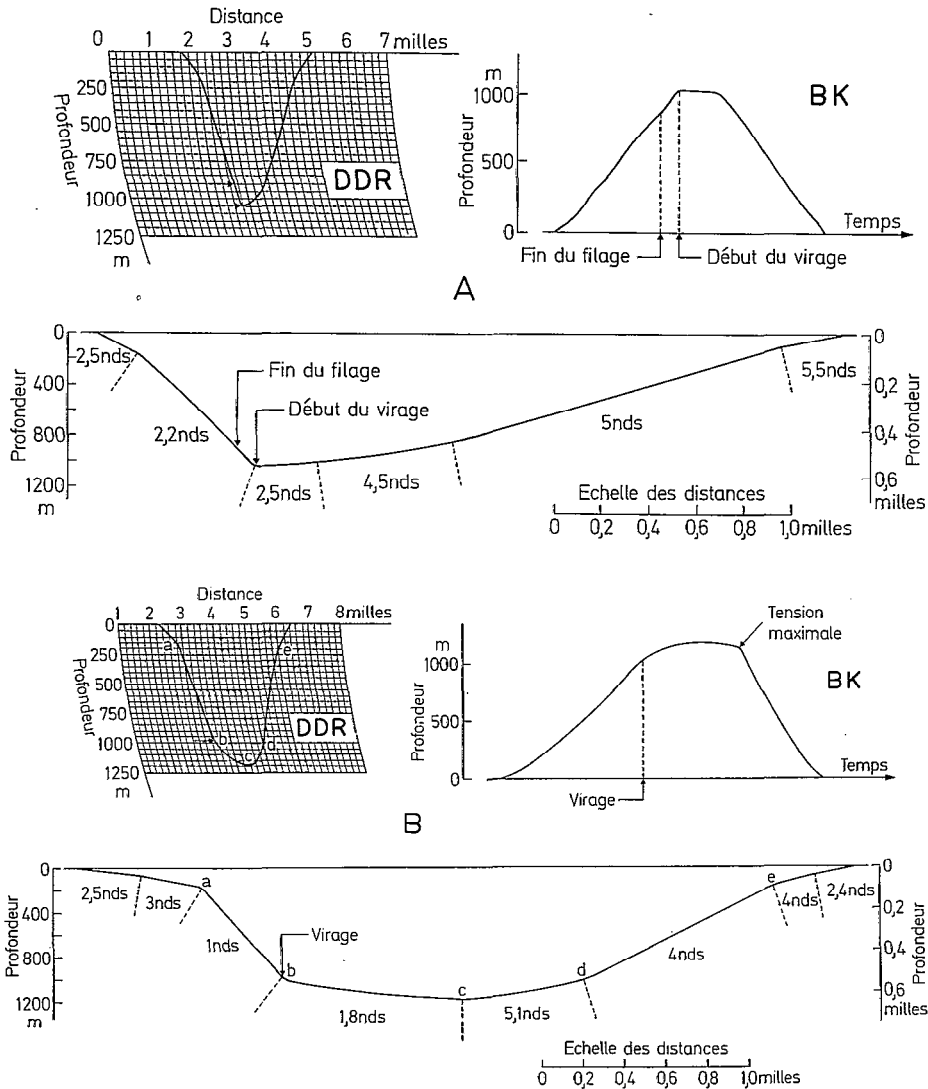 Distance
0 1 2 3 4 5 6 7 milles
250
500
750
1000
1250
m
Profondeur
DDR
m
1000
500
0
Profondeur
BK
Temps
Fin du filage
Début du virage
A
0
400
800
1200
m
Profondeur
2,5nds
2,2nds
Fin du filage
Début du virage
2,5nds
4,5nds
5nds
5,5nds
0
0,2
0,4
0,6
milles
Profondeur
Echelle des distances
0 0,2 0,4 0,6 0,8 1,0milles
Distance
1 2 3 4 5 6 7 8milles
0
250
500
750
1000
1250
m
Profondeur
a
b
c
d
e
DDR
m
1000
500
0
Profondeur
Tension
maximale
BK
Temps
Virage
B
0
400
800
1200
m
Profondeur
2,5nds
3nds
a
1nds
Virage
b
1,8nds
c
5,1nds
d
4nds
e
4nds
2,4nds
0
0,2
0,4
0,6
milles
Profondeur
Echelle des distances
0 0,2 0,4 0,6 0,8 1,0milles